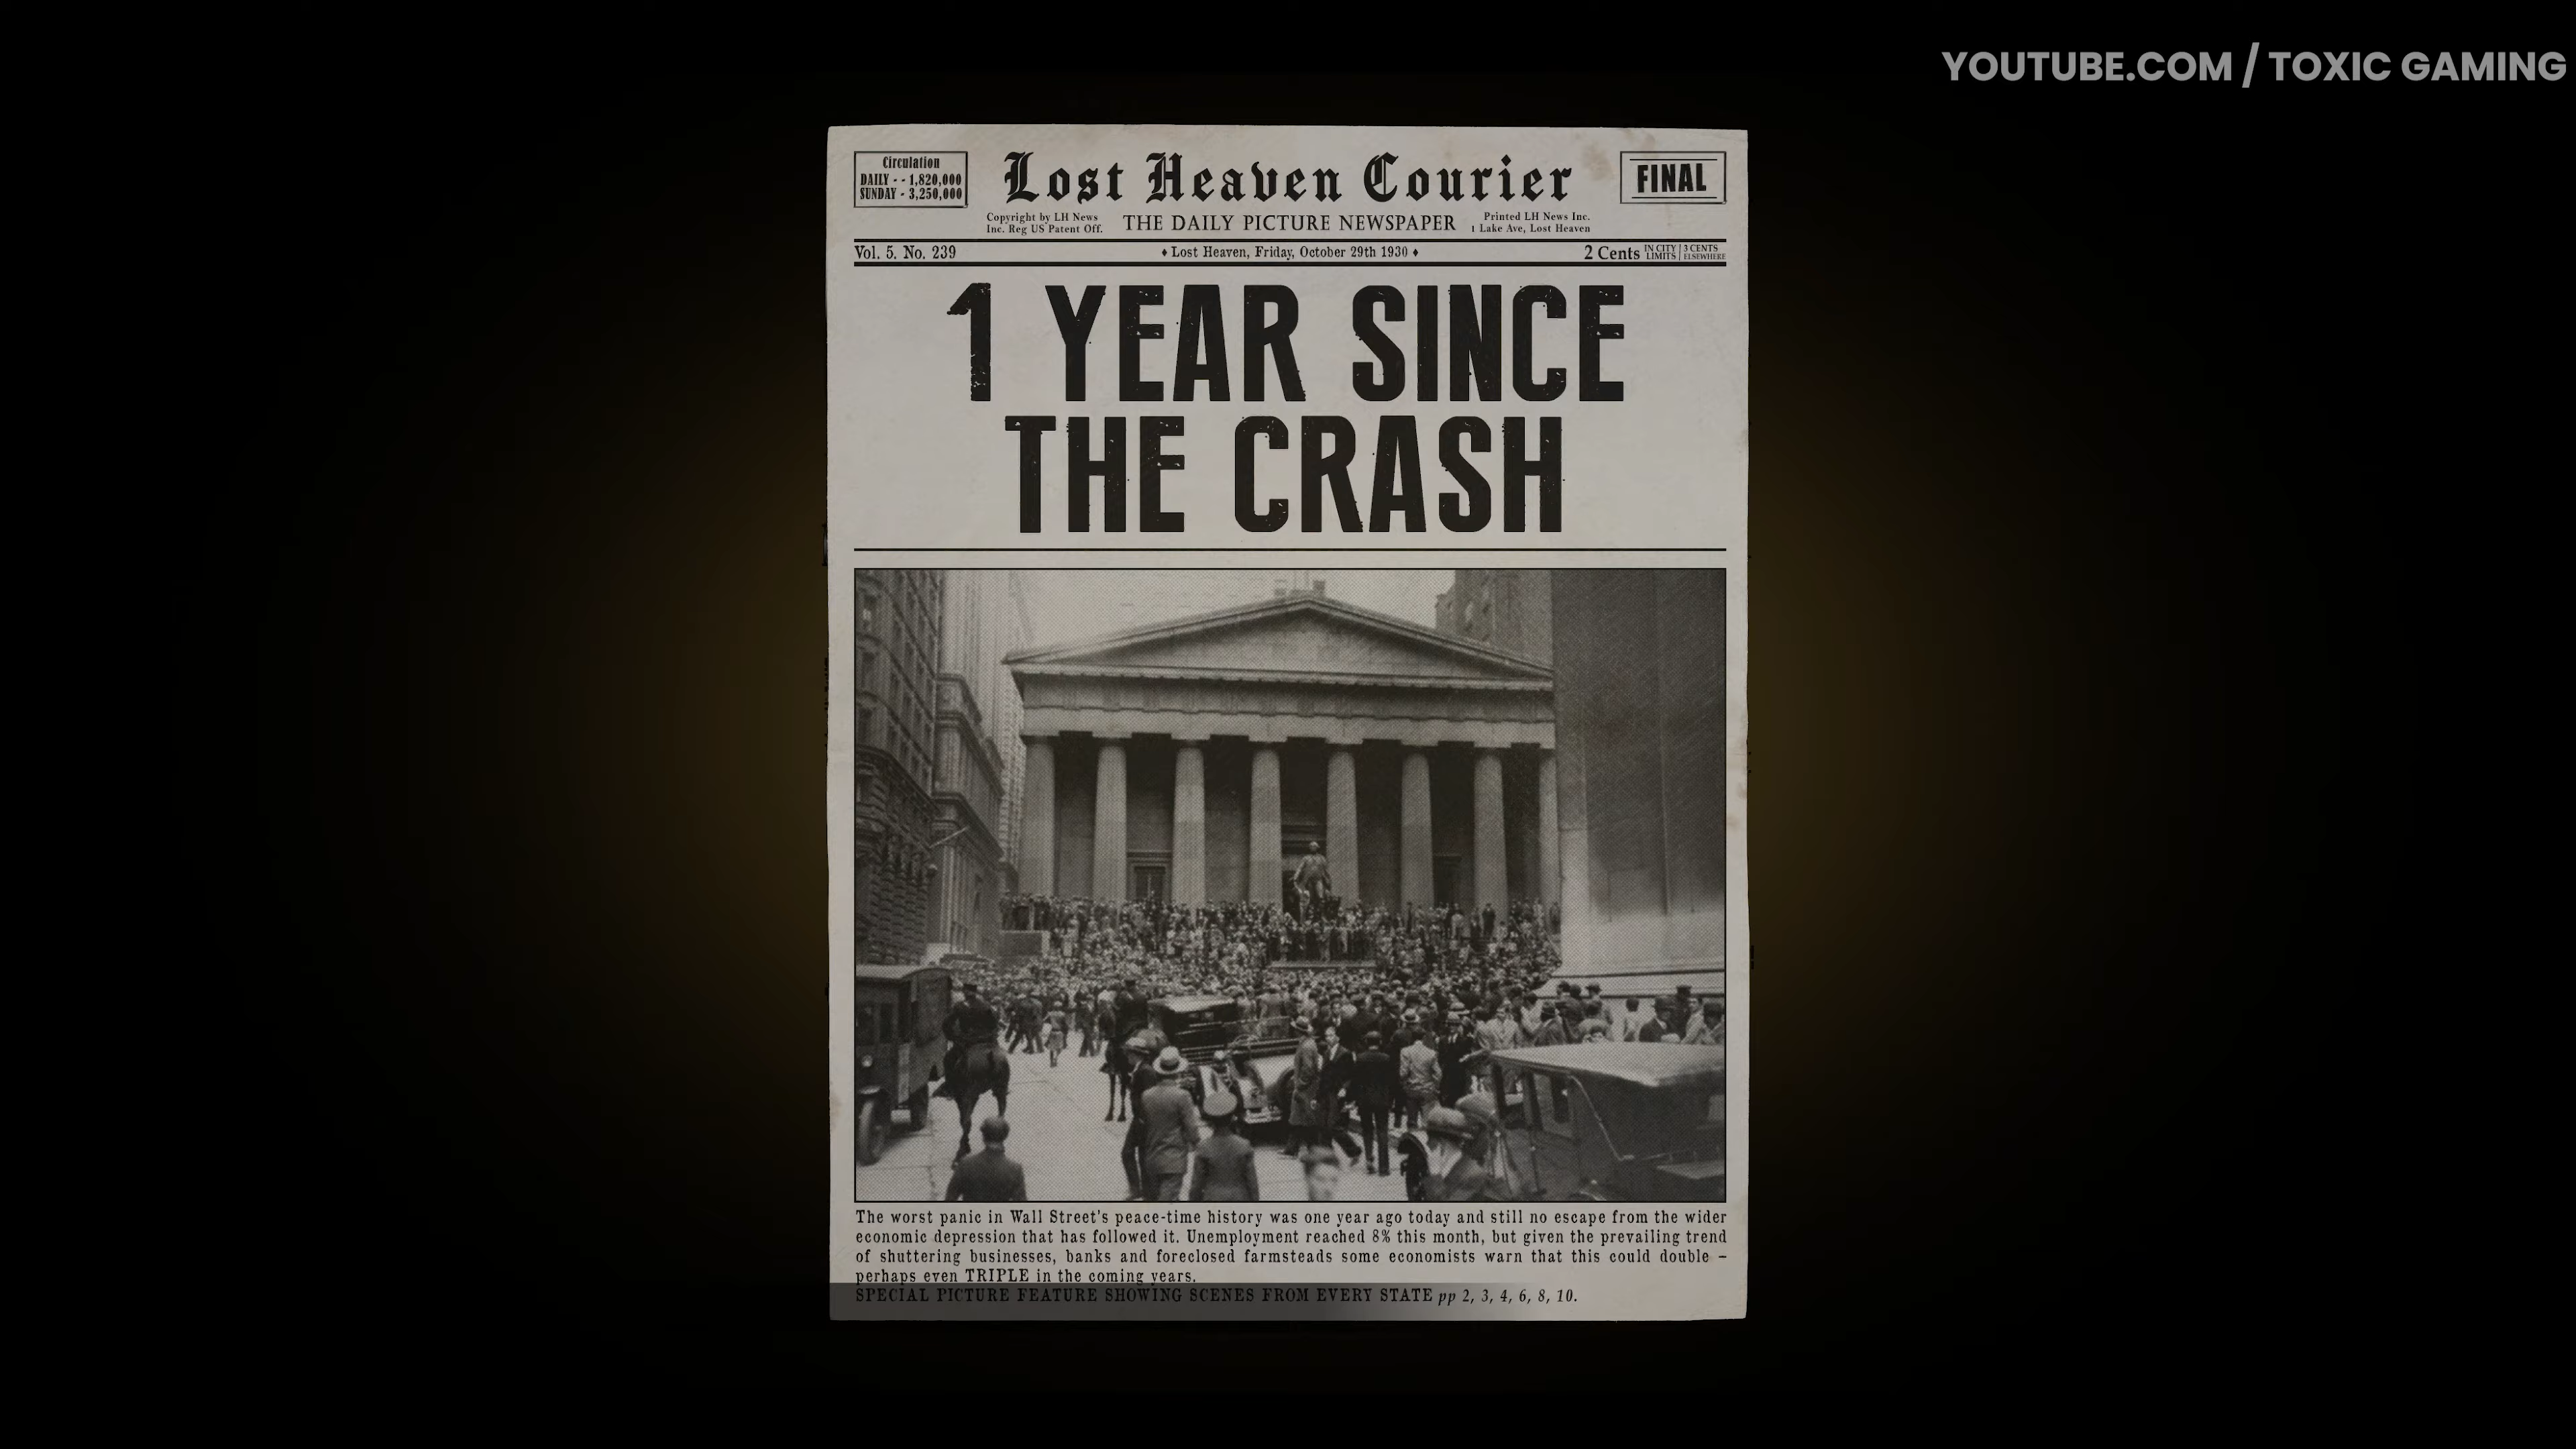 YOUTUBE.COM / TOXIC GAMING
Circulation
DAILY - - 1,820,000
SUNDAY - 3,250,000
Lost Heaven Courier
FINAL
Copyright by LH News
Inc. Reg US Patent Off.
THE DAILY PICTURE NEWSPAPER
Printed LH News Inc.
1 Lake Ave, Lost Heaven
Vol. 5. No. 239
♦ Lost Heaven, Friday, October 29th 1930 ♦
2 Cents
IN CITY LIMITS
3 CENTS ELSEWHERE
1 YEAR SINCE
THE CRASH
The worst panic in Wall Street's peace-time history was one year ago today and still no escape from the wider
economic depression that has followed it. Unemployment reached 8% this month, but given the prevailing trend
of shuttering businesses, banks and foreclosed farmsteads some economists warn that this could double –
perhaps even TRIPLE in the coming years.
SPECIAL PICTURE FEATURE SHOWING SCENES FROM EVERY STATE pp 2, 3, 4, 6, 8, 10.